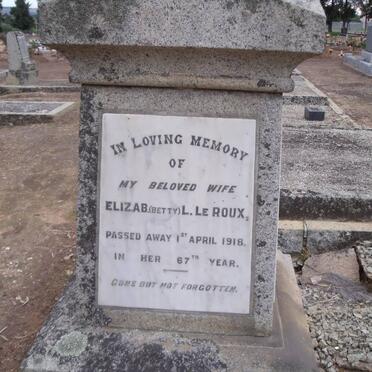 IN LOVING MEMORY
OF
MY BELOVED WIFE
ELIZAB.(BETTY) L. LE ROUX,
PASSED AWAY 1ST APRIL 1918.
IN HER 67TH YEAR.
GONE BUT NOT FORGOTTEN.